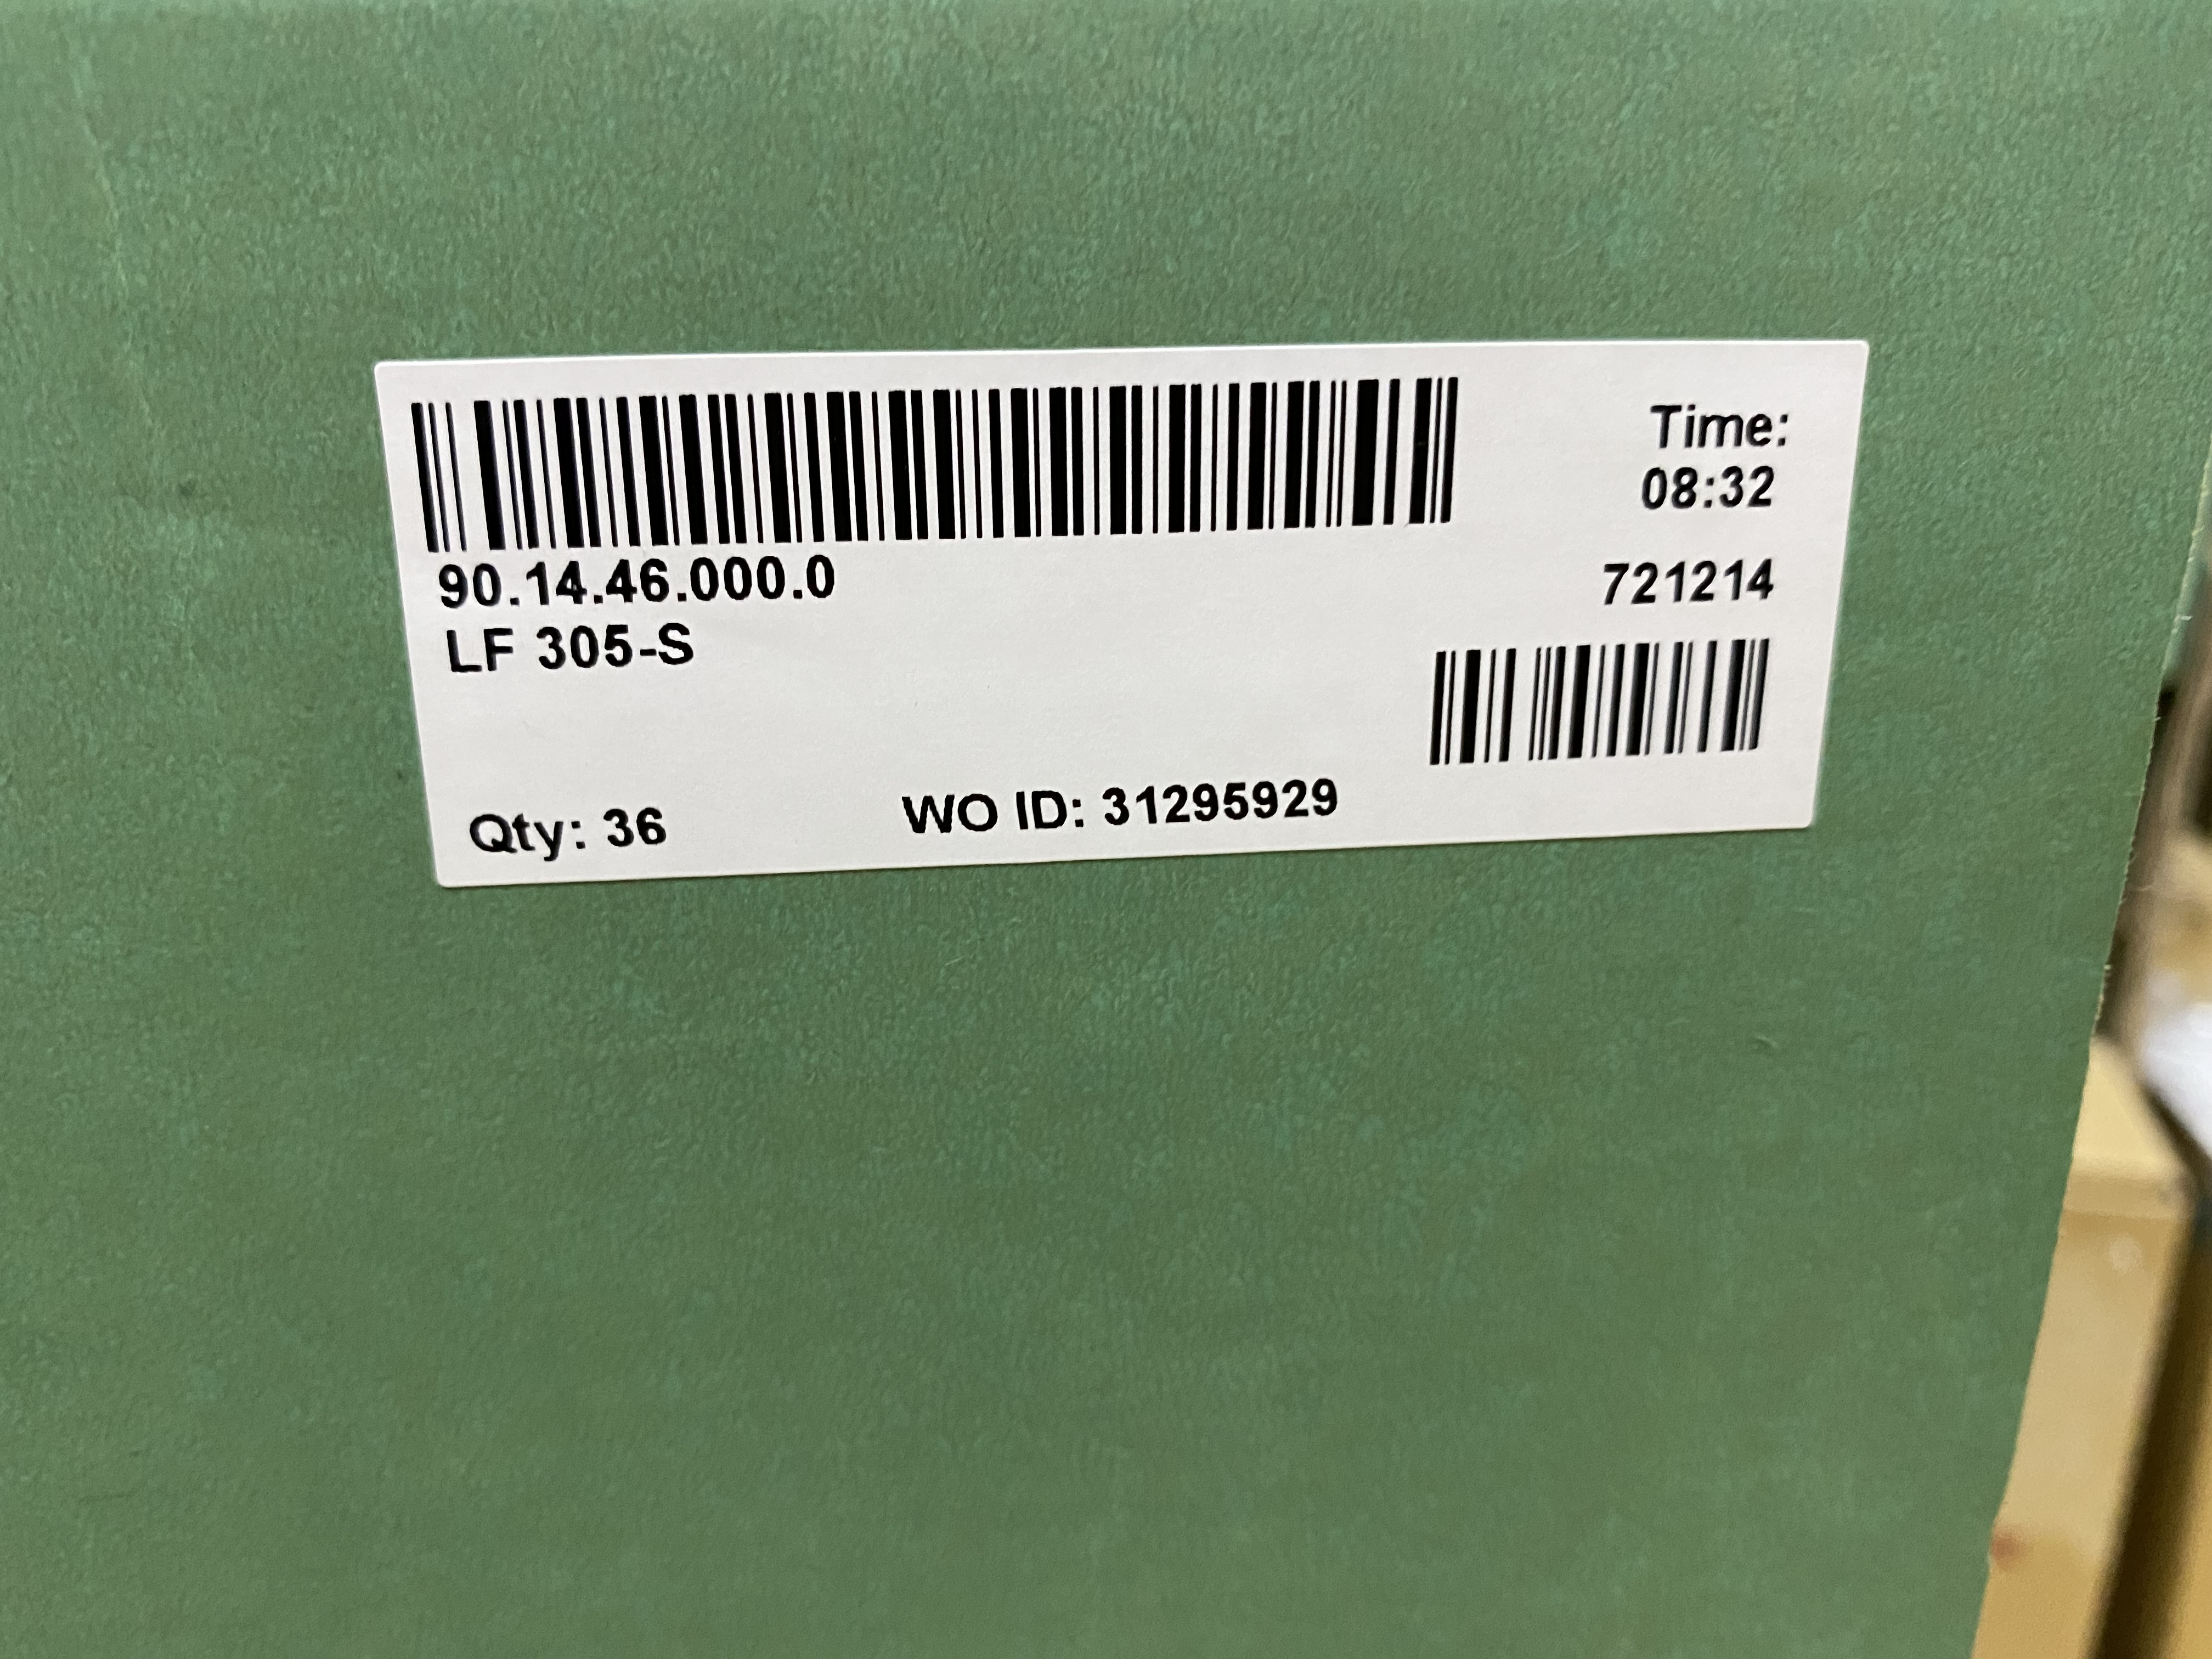 Time:
08:32
90.14.46.000.0
721214
LF 305-S
Qty: 36
WO ID: 31295929